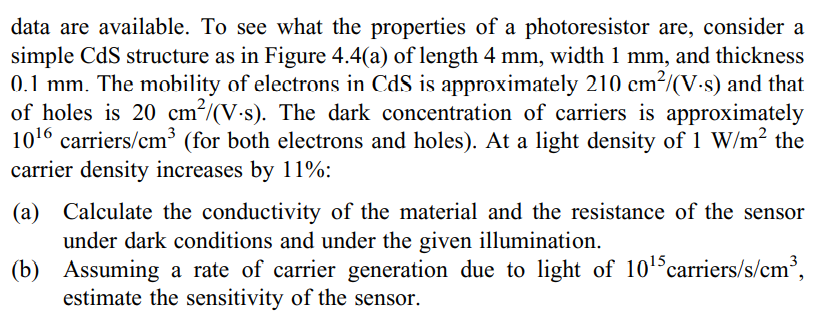 data are available. To see what the properties of a photoresistor are, consider a
simple CdS structure as in Figure 4.4(a) of length 4 mm, width 1 mm, and thickness
0.1 mm. The mobility of electrons in CdS is approximately 210 cm²/(V·s) and that
of holes is 20 cm²/(V·s). The dark concentration of carriers is approximately
10¹⁶ carriers/cm³ (for both electrons and holes). At a light density of 1 W/m² the
carrier density increases by 11%:
(a) Calculate the conductivity of the material and the resistance of the sensor
under dark conditions and under the given illumination.
(b) Assuming a rate of carrier generation due to light of 10¹⁵carriers/s/cm³,
estimate the sensitivity of the sensor.